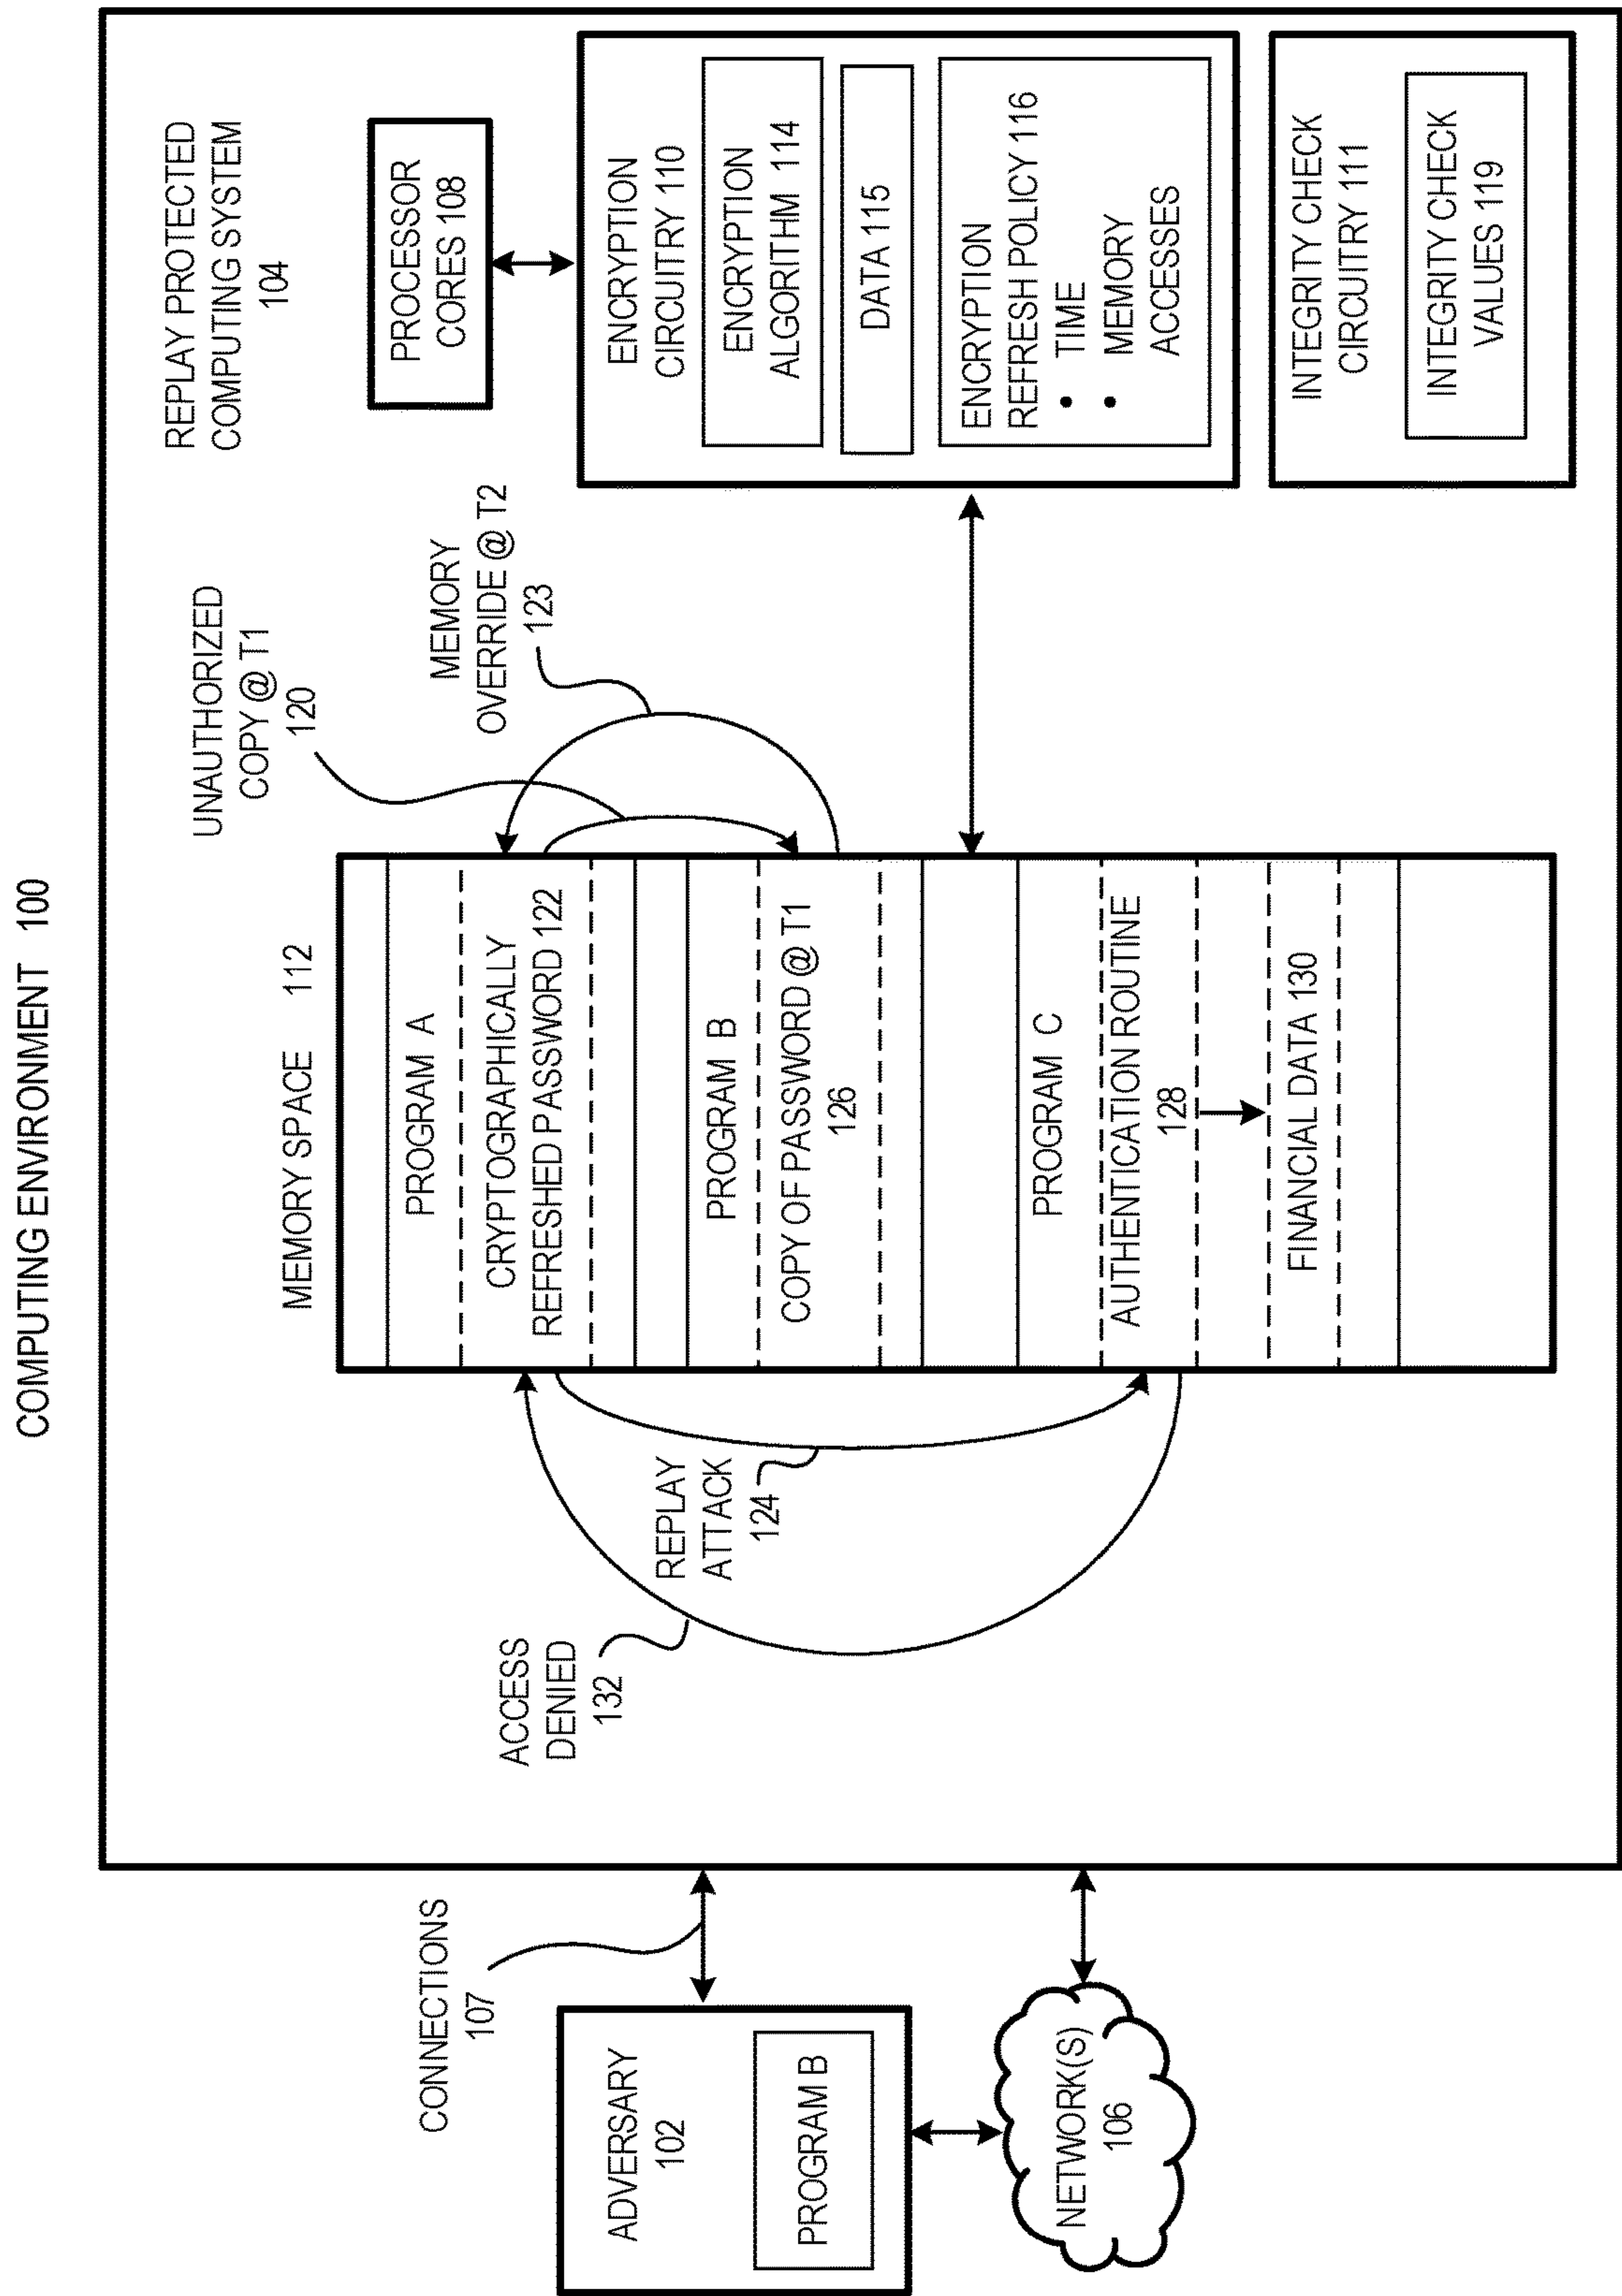 COMPUTING ENVIRONMENT 100
ADVERSARY
102
PROGRAM B
NETWORK(S)
106
CONNECTIONS
107
ACCESS
DENIED
132
REPLAY
ATTACK
124
MEMORY SPACE 112
PROGRAM A
CRYPTOGRAPHICALLY
REFRESHED PASSWORD 122
PROGRAM B
COPY OF PASSWORD @ T1
126
PROGRAM C
AUTHENTICATION ROUTINE
128
FINANCIAL DATA 130
UNAUTHORIZED
COPY @ T1
120
MEMORY
OVERRIDE @ T2
123
REPLAY PROTECTED
COMPUTING SYSTEM
104
PROCESSOR
CORES 108
ENCRYPTION
CIRCUITRY 110
ENCRYPTION
ALGORITHM 114
DATA 115
ENCRYPTION
REFRESH POLICY 116
• TIME
• MEMORY
ACCESSES
INTEGRITY CHECK
CIRCUITRY 111
INTEGRITY CHECK
VALUES 119